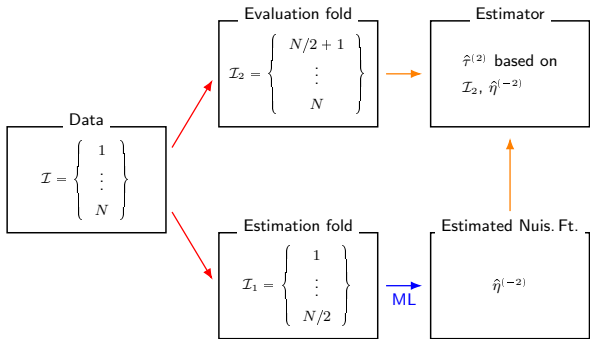 Data
I = { 1
⋮
N }
Evaluation fold
I₂ = { N/2 + 1
⋮
N }
Estimator
τ̂⁽²⁾ based on
I₂, η̂⁽⁻²⁾
Estimation fold
I₁ = { 1
⋮
N/2 }
ML
Estimated Nuis. Ft.
η̂⁽⁻²⁾